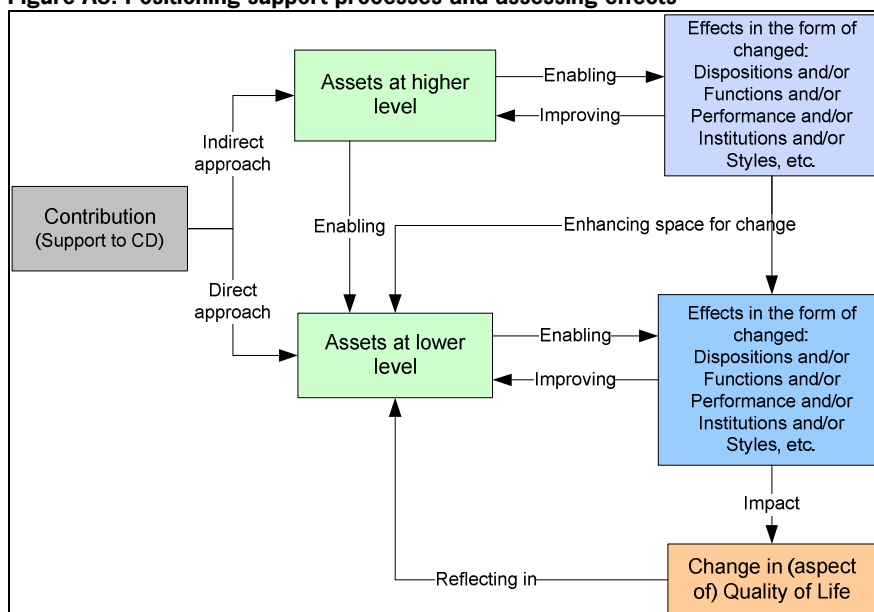 Figure A3: Positioning support processes and assessing effects
Effects in the form of
changed:
Dispositions and/or
Functions and/or
Performance and/or
Institutions and/or
Styles, etc.
Assets at higher
level
Enabling
Improving
Indirect
approach
Contribution
(Support to CD)
Enabling
Enhancing space for change
Direct
approach
Assets at lower
level
Enabling
Improving
Effects in the form of
changed:
Dispositions and/or
Functions and/or
Performance and/or
Institutions and/or
Styles, etc.
Impact
Reflecting in
Change in (aspect
of) Quality of Life